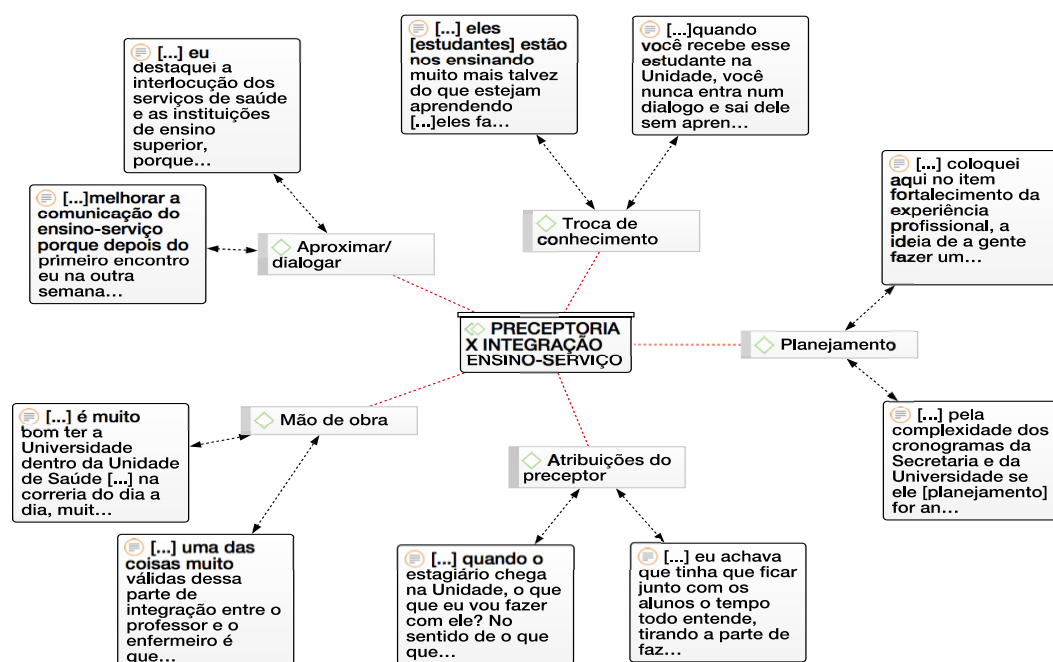 [...] eu
destaquei a
interlocução dos
serviços de saúde
e as instituições
de ensino
superior,
porque...
[...] eles
[estudantes] estão
nos ensinando
muito mais talvez
do que estejam
aprendendo
[...]eles fa...
[...]quando
você recebe esse
estudante na
Unidade, você
nunca entra num
dialogo e sai dele
sem apren...
[...] coloquei
aqui no item
fortalecimento da
experiência
profissional, a
ideia de a gente
fazer um...
[...]melhorar a
comunicação do
ensino-serviço
porque depois do
primeiro encontro
eu na outra
semana...
Aproximar/
dialogar
Troca de
conhecimento
PRECEPTORIA
X INTEGRAÇÃO
ENSINO-SERVIÇO
Planejamento
Mão de obra
Atribuições do
preceptor
[...] é muito
bom ter a
Universidade
dentro da Unidade
de Saúde [...] na
correria do dia a
dia, muit...
[...] pela
complexidade dos
cronogramas da
Secretaria e da
Universidade se
ele [planejamento]
for an...
[...] uma das
coisas muito
válidas dessa
parte de
integração entre o
professor e o
enfermeiro é
que...
[...] quando o
estagiário chega
na Unidade, o que
que eu vou fazer
com ele? No
sentido de o que
que...
[...] eu achava
que tinha que ficar
junto com os
alunos o tempo
todo entende,
tirando a parte de
faz...